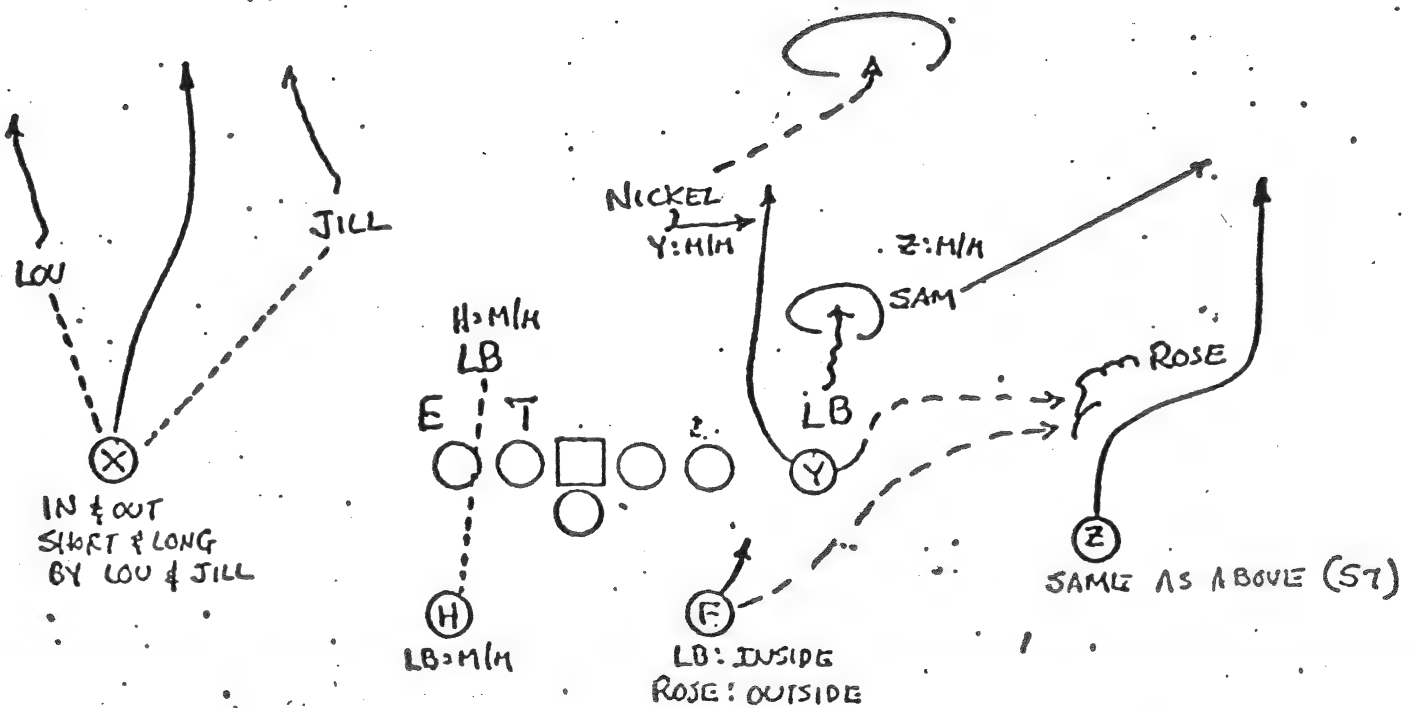 NICKEL
Y:M/M
JILL
Z:M/M
LOU
SAM
H=M/M
LB
ROSE
E
T
LB
X
Y
IN & OUT
SHORT & LONG
BY LOU & JILL
Z
SAME AS ABOVE (ST)
H
F
LB=M/M
LB: INSIDE
ROSE: OUTSIDE